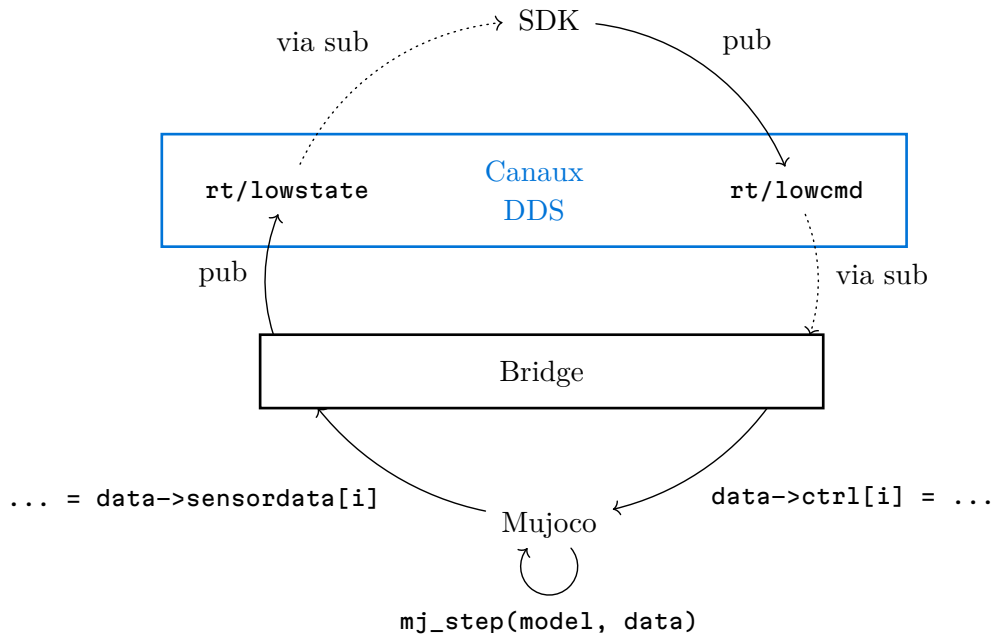 SDK
via sub
pub
Canaux
DDS
rt/lowstate
rt/lowcmd
pub
via sub
Bridge
... = data->sensordata[i]
data->ctrl[i] = ...
Mujoco
mj_step(model, data)